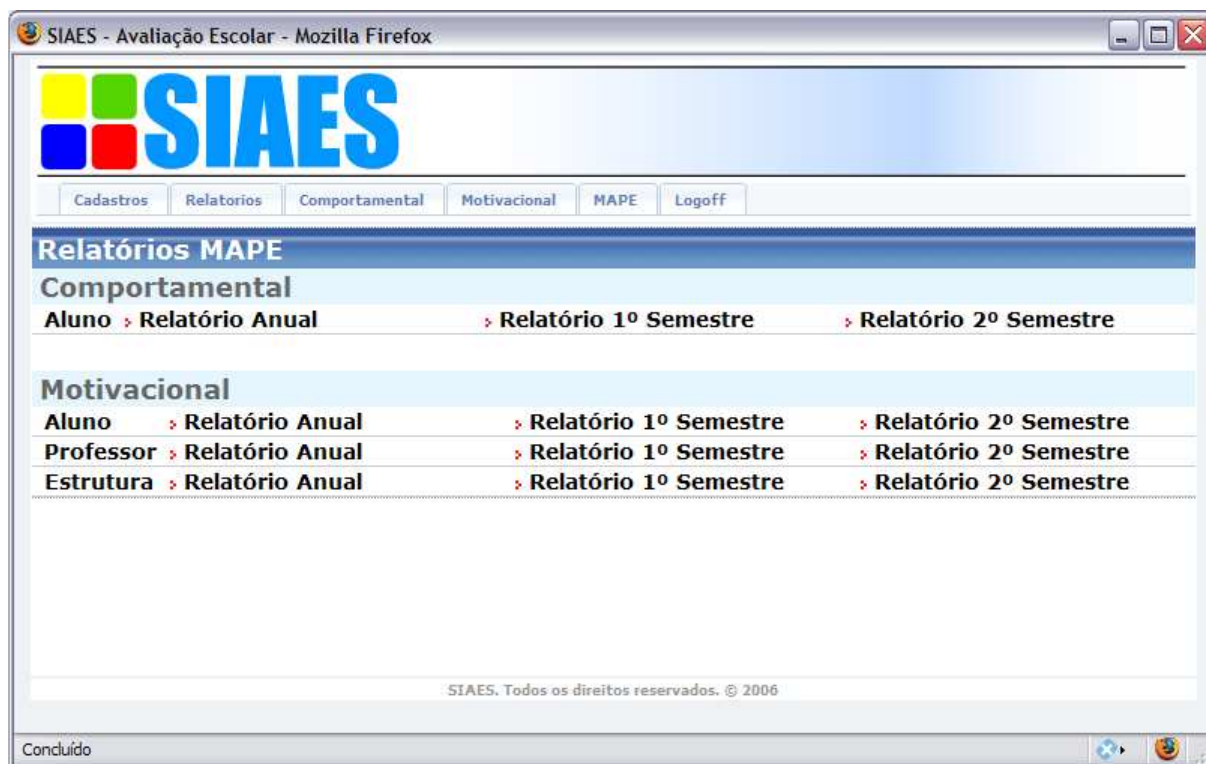 SIAES - Avaliação Escolar - Mozilla Firefox
SIAES
Cadastros Relatorios Comportamental Motivacional MAPE Logoff
Relatórios MAPE
Comportamental
Aluno Relatório Anual Relatório 1º Semestre Relatório 2º Semestre
Motivacional
Aluno Relatório Anual Relatório 1º Semestre Relatório 2º Semestre
Professor Relatório Anual Relatório 1º Semestre Relatório 2º Semestre
Estrutura Relatório Anual Relatório 1º Semestre Relatório 2º Semestre
SIAES. Todos os direitos reservados. © 2006
Concluído